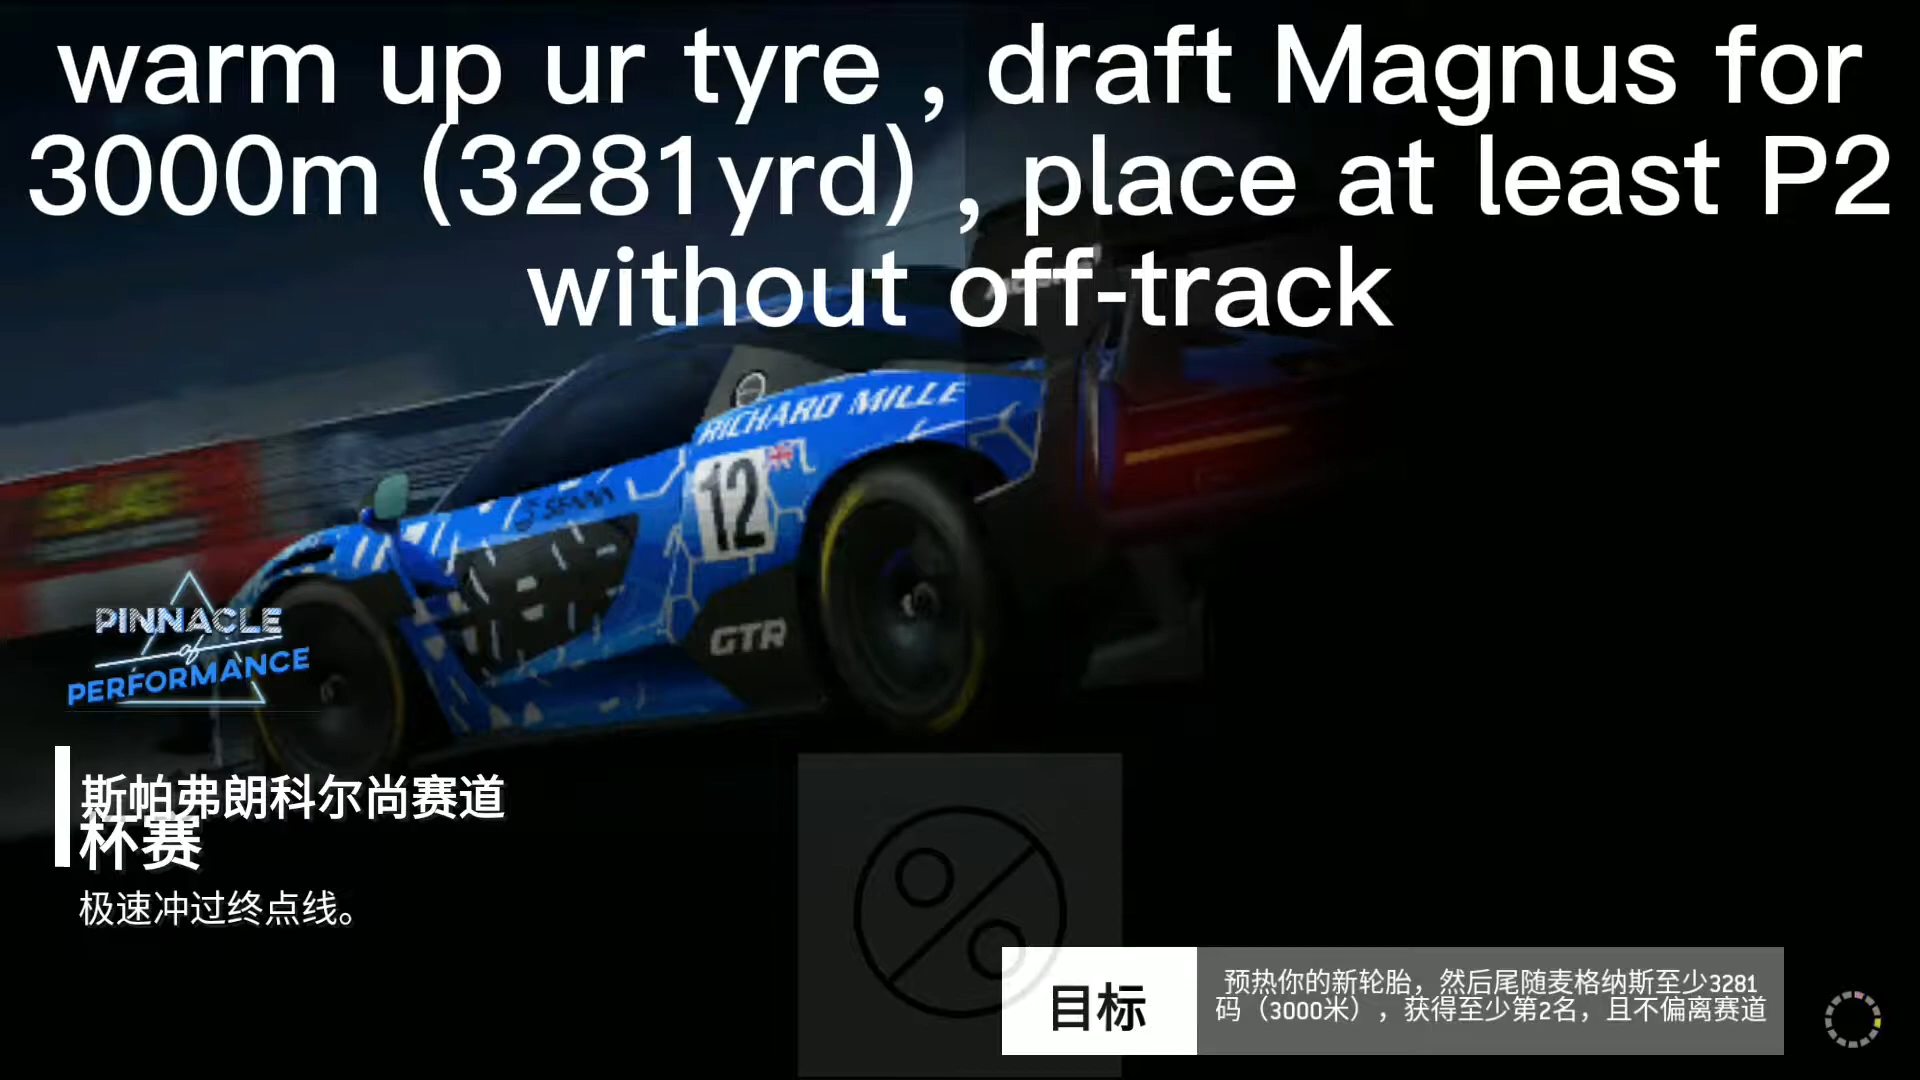 warm up ur tyre , draft Magnus for
3000m (3281yrd) , place at least P2
without off-track
RICHARD MILLE
12
GTR
PINNACLE
of
PERFORMANCE
斯帕弗朗科尔尚赛道
杯赛
极速冲过终点线。
目标
预热你的新轮胎，然后尾随麦格纳斯至少3281
码（3000米），获得至少第2名，且不偏离赛道